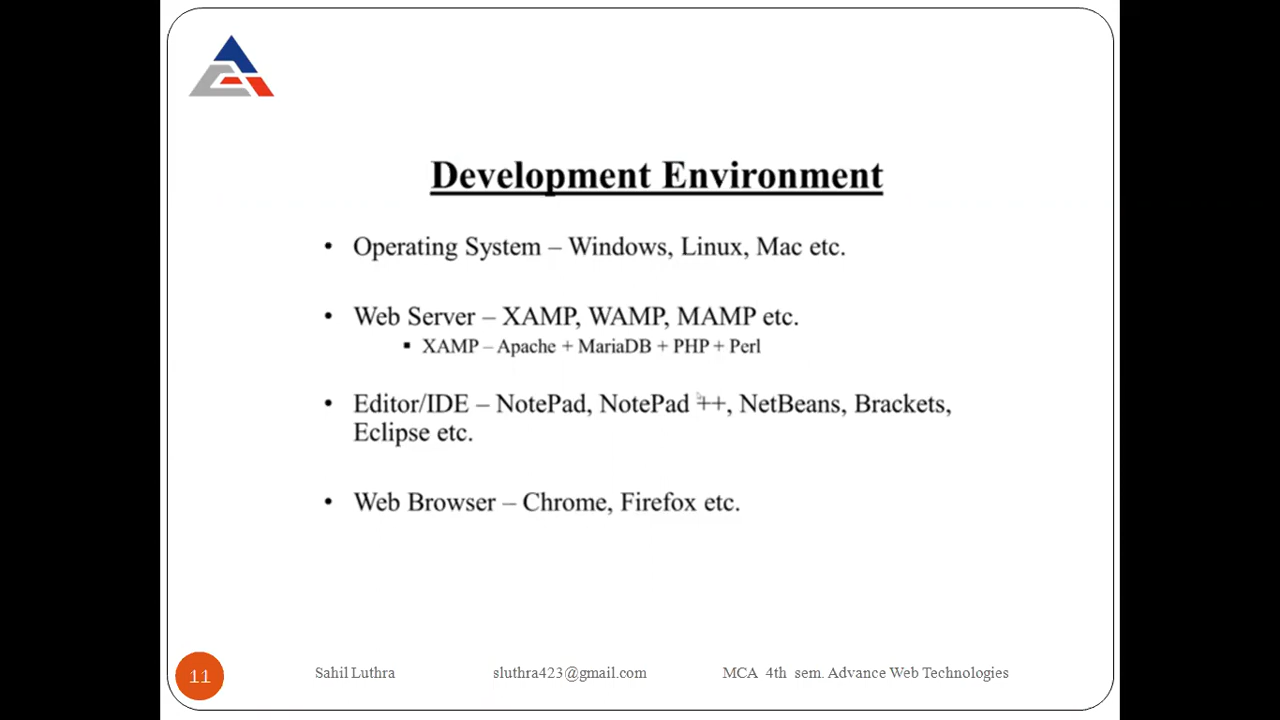 Development Environment
• Operating System – Windows, Linux, Mac etc.
• Web Server – XAMP, WAMP, MAMP etc.
▪ XAMP – Apache + MariaDB + PHP + Perl
• Editor/IDE – NotePad, NotePad ++, NetBeans, Brackets,
Eclipse etc.
• Web Browser – Chrome, Firefox etc.
11 Sahil Luthra sluthra423@gmail.com MCA 4th sem. Advance Web Technologies